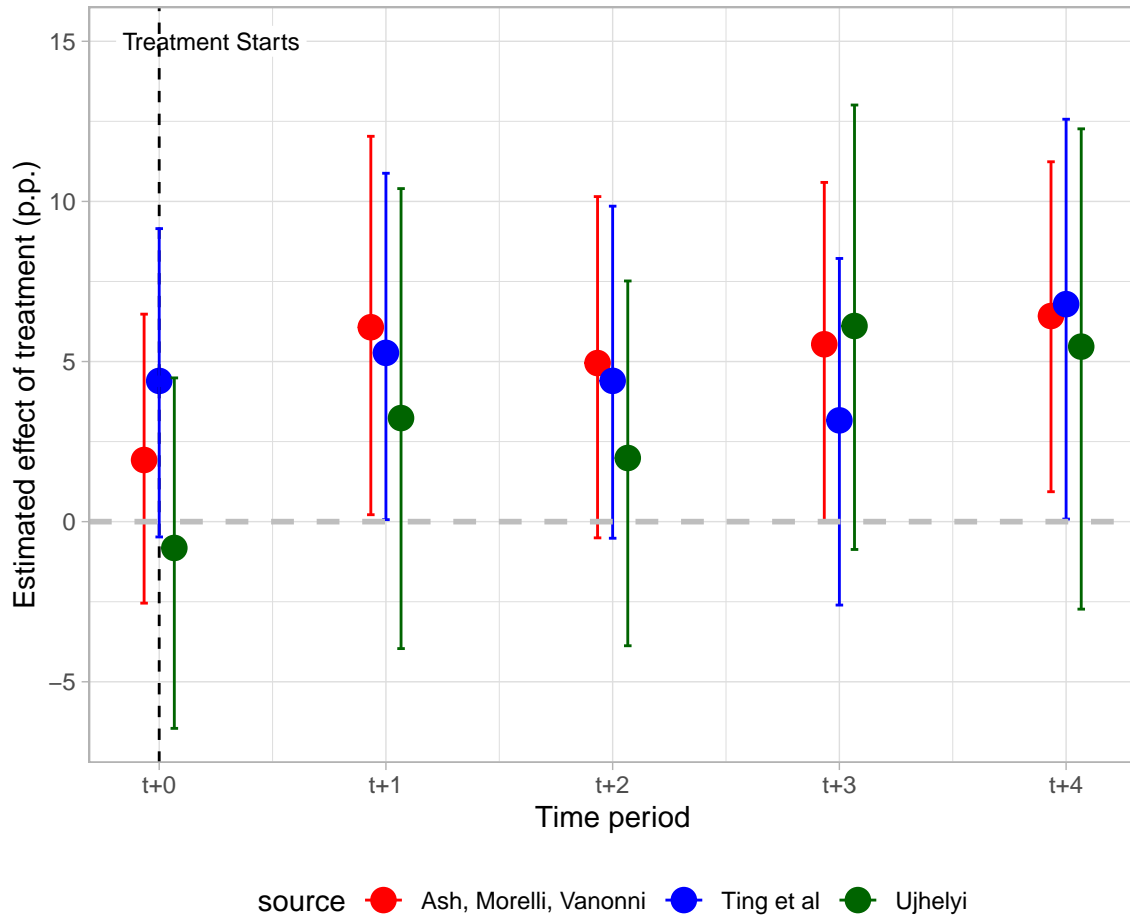 15
Treatment Starts
10
5
0
−5
Estimated effect of treatment (p.p.)
t+0 t+1 t+2 t+3 t+4
Time period
source Ash, Morelli, Vanonni Ting et al Ujhelyi